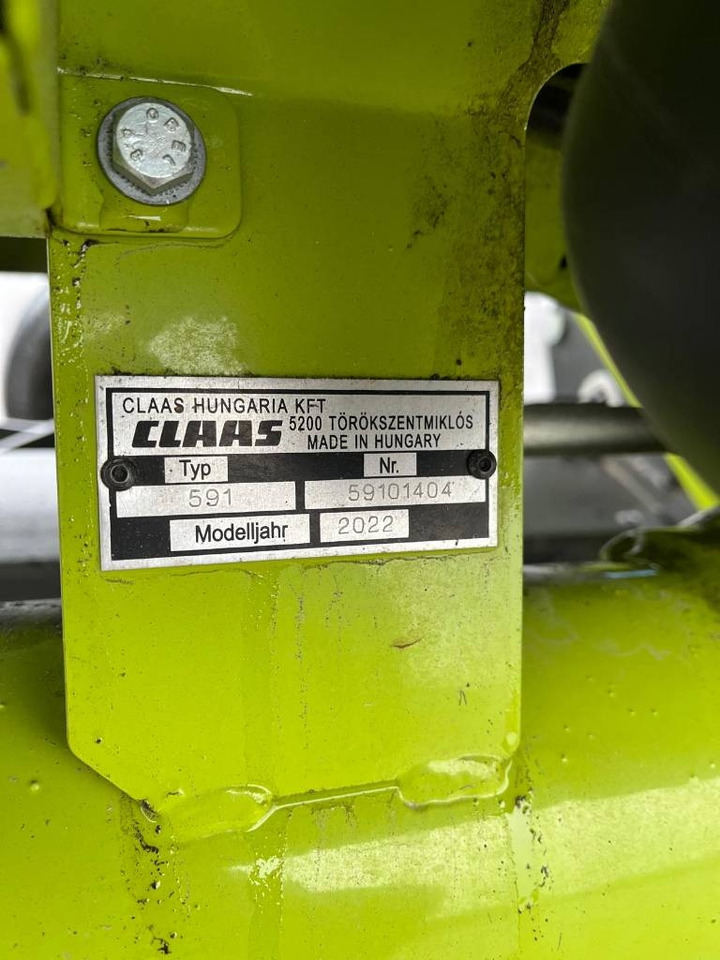 CLAAS HUNGARIA KFT
CLAAS 5200 TÖRÖKSZENTMIKLÓS
MADE IN HUNGARY
Typ Nr.
591 59101404
Modelljahr 2022